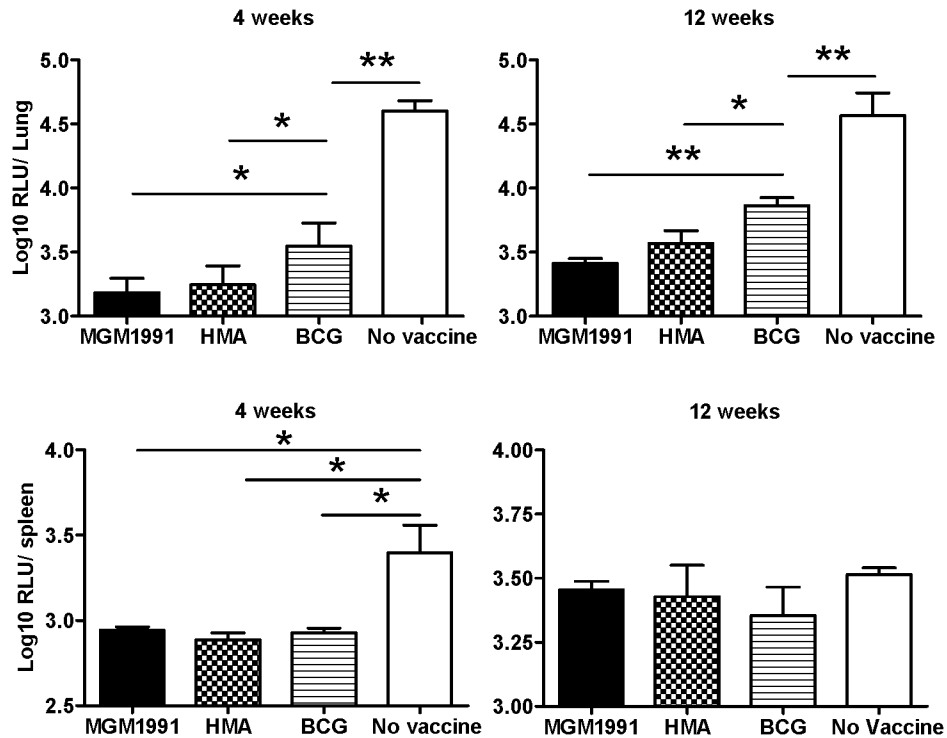 4 weeks
12 weeks
Log10 RLU/ Lung
5.0
4.5
4.0
3.5
3.0
**
*
*
MGM1991 HMA BCG No vaccine
5.0
4.5
4.0
3.5
3.0
**
*
**
MGM1991 HMA BCG No vaccine
4 weeks
12 weeks
Log10 RLU/ spleen
4.0
3.5
3.0
2.5
*
*
*
MGM1991 HMA BCG No vaccine
4.00
3.75
3.50
3.25
3.00
MGM1991 HMA BCG No Vaccine